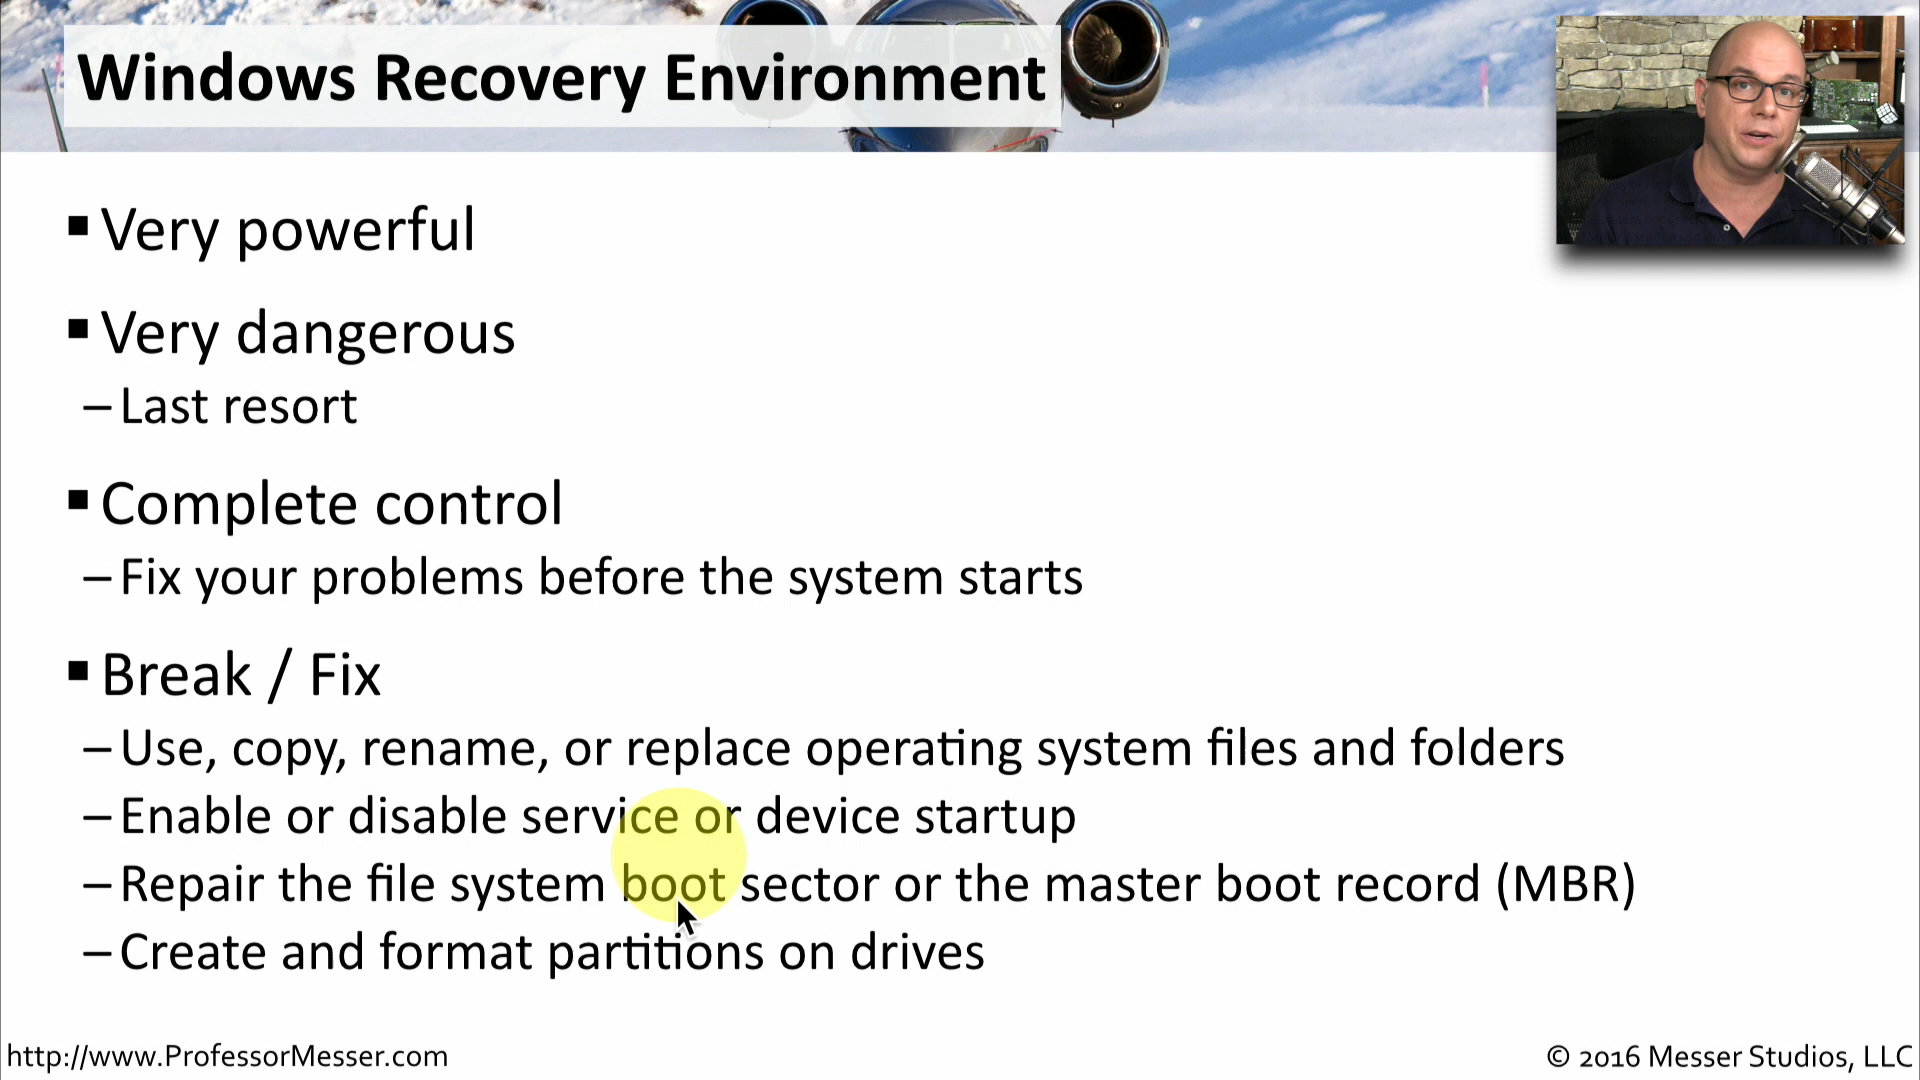 Windows Recovery Environment
▪ Very powerful
▪ Very dangerous
– Last resort
▪ Complete control
– Fix your problems before the system starts
▪ Break / Fix
– Use, copy, rename, or replace operating system files and folders
– Enable or disable service or device startup
– Repair the file system boot sector or the master boot record (MBR)
– Create and format partitions on drives
http://www.ProfessorMesser.com
© 2016 Messer Studios, LLC